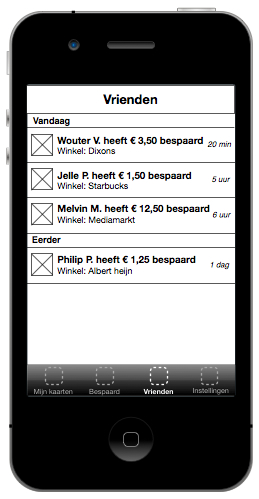 Vrienden
Vandaag
Wouter V. heeft € 3,50 bespaard
Winkel: Dixons
20 min
Jelle P. heeft € 1,50 bespaard
Winkel: Starbucks
5 uur
Melvin M. heeft € 12,50 bespaard
Winkel: Mediamarkt
6 uur
Eerder
Philip P. heeft € 1,25 bespaard
Winkel: Albert heijn
1 dag
Mijn kaarten Bespaard Vrienden Instellingen